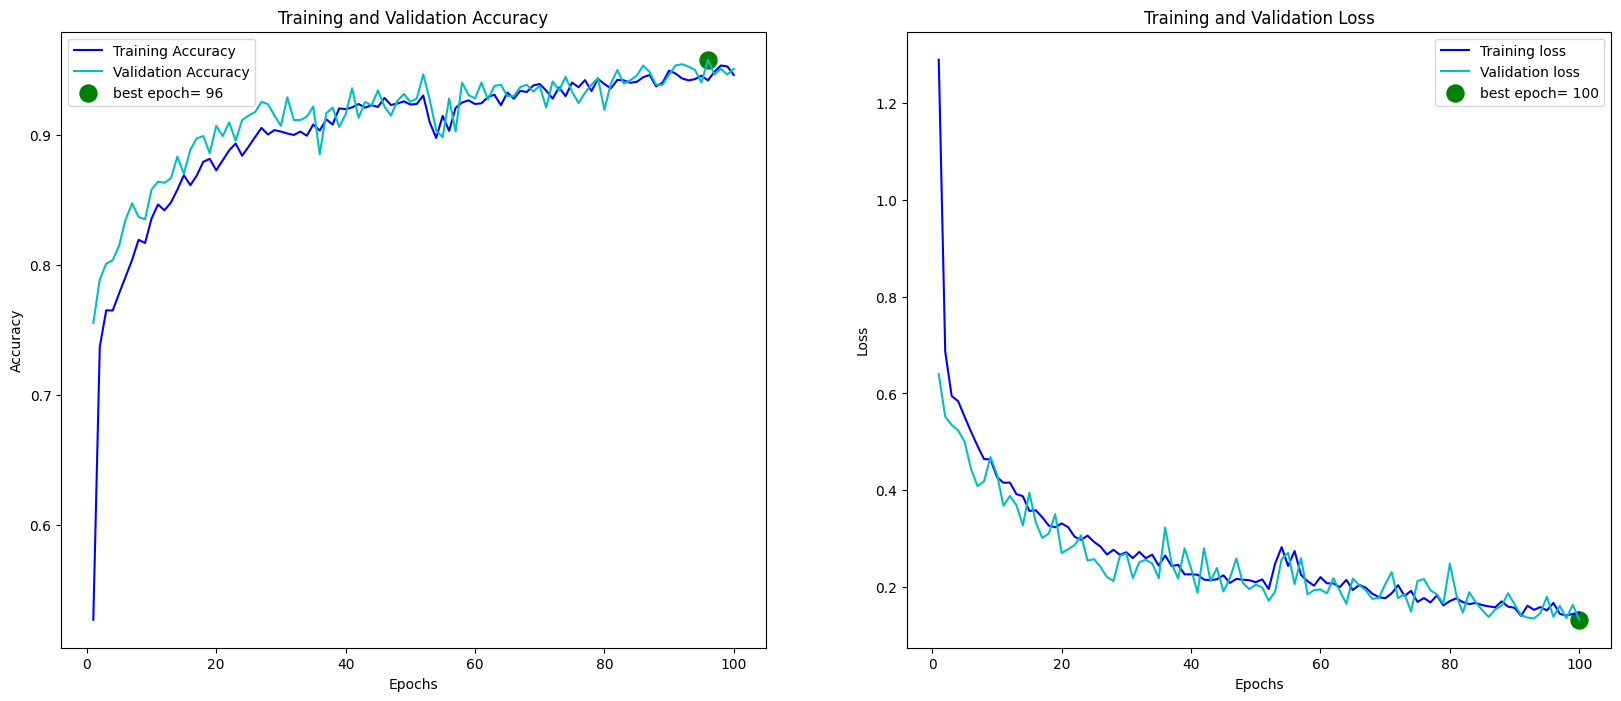 Training and Validation Accuracy
Training Accuracy
Validation Accuracy
best epoch= 96
0.9
0.8
0.7
0.6
Accuracy
0
20
40
60
80
100
Epochs
Training and Validation Loss
Training loss
Validation loss
best epoch= 100
1.2
1.0
0.8
0.6
0.4
0.2
Loss
0
20
40
60
80
100
Epochs